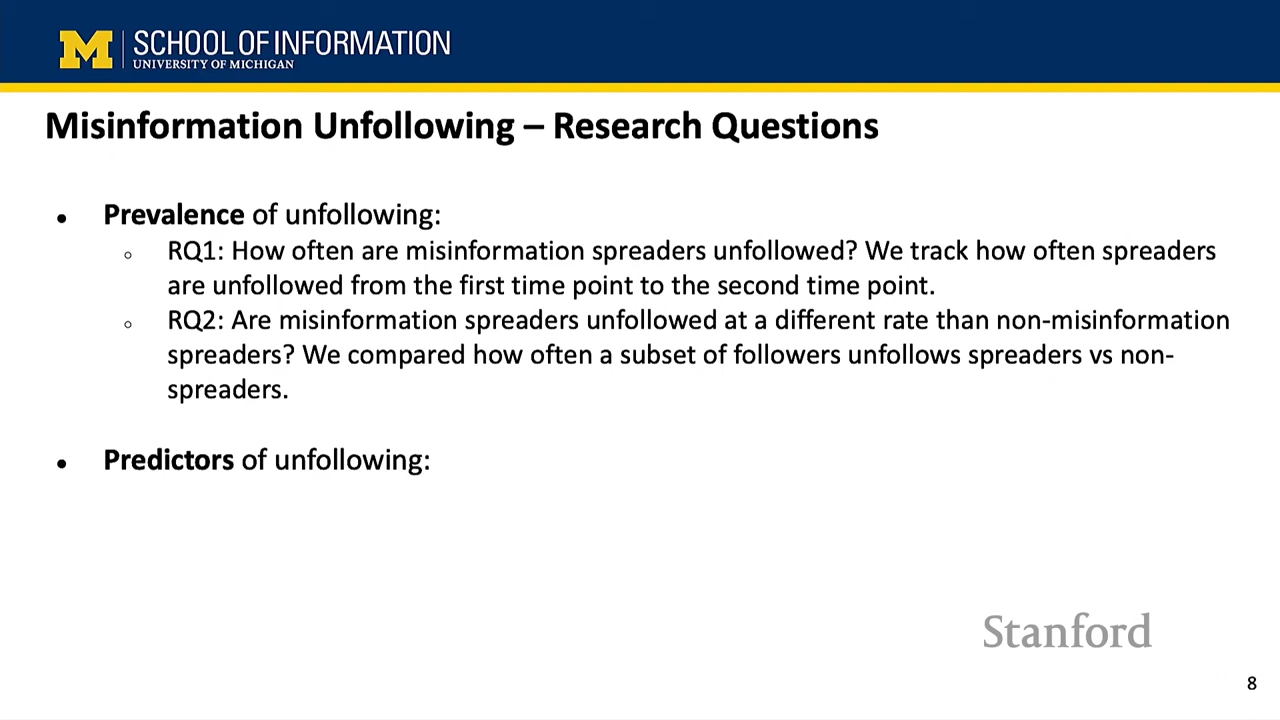 M SCHOOL OF INFORMATION
UNIVERSITY OF MICHIGAN
Misinformation Unfollowing – Research Questions
● Prevalence of unfollowing:
○ RQ1: How often are misinformation spreaders unfollowed? We track how often spreaders
are unfollowed from the first time point to the second time point.
○ RQ2: Are misinformation spreaders unfollowed at a different rate than non-misinformation
spreaders? We compared how often a subset of followers unfollows spreaders vs non-
spreaders.
● Predictors of unfollowing:
Stanford
8